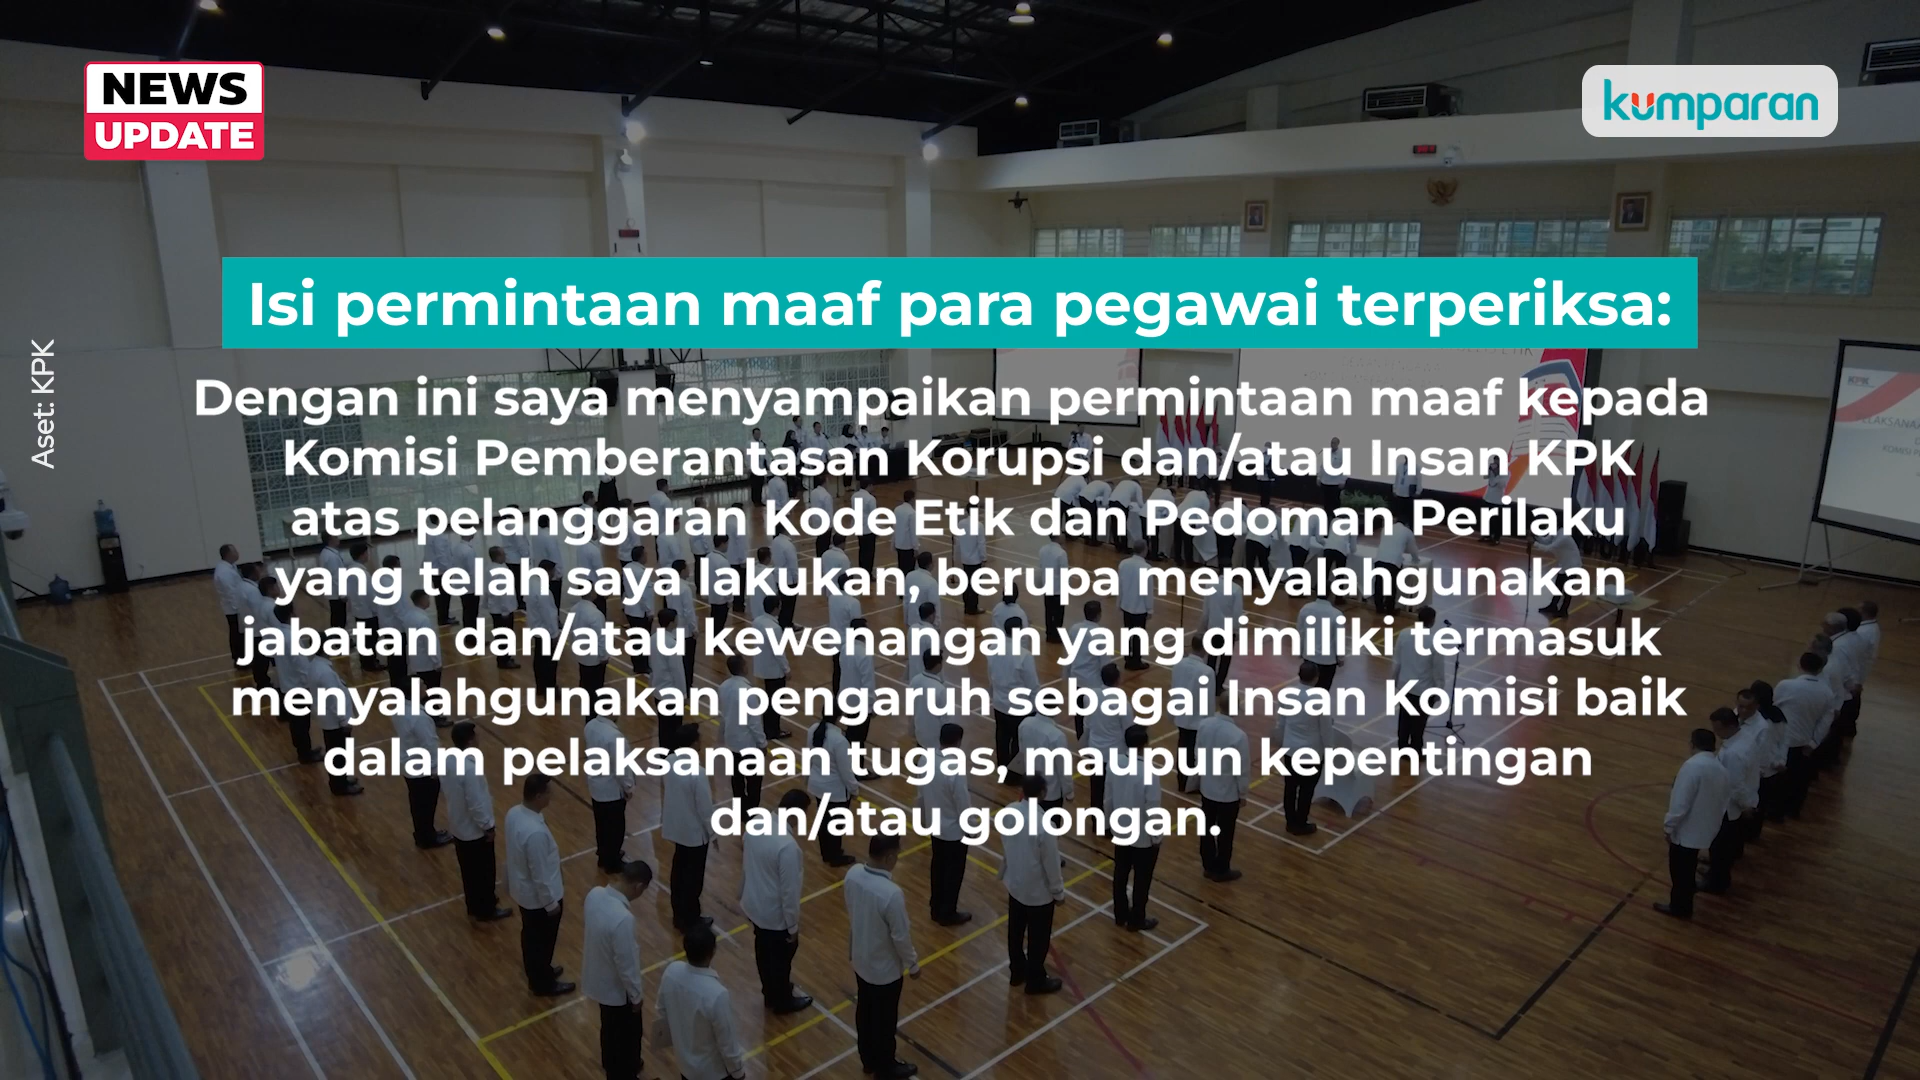 NEWS
UPDATE
kumparan
Aset: KPK
Isi permintaan maaf para pegawai terperiksa:
Dengan ini saya menyampaikan permintaan maaf kepada
Komisi Pemberantasan Korupsi dan/atau Insan KPK
atas pelanggaran Kode Etik dan Pedoman Perilaku
yang telah saya lakukan, berupa menyalahgunakan
jabatan dan/atau kewenangan yang dimiliki termasuk
menyalahgunakan pengaruh sebagai Insan Komisi baik
dalam pelaksanaan tugas, maupun kepentingan
dan/atau golongan.
KPK